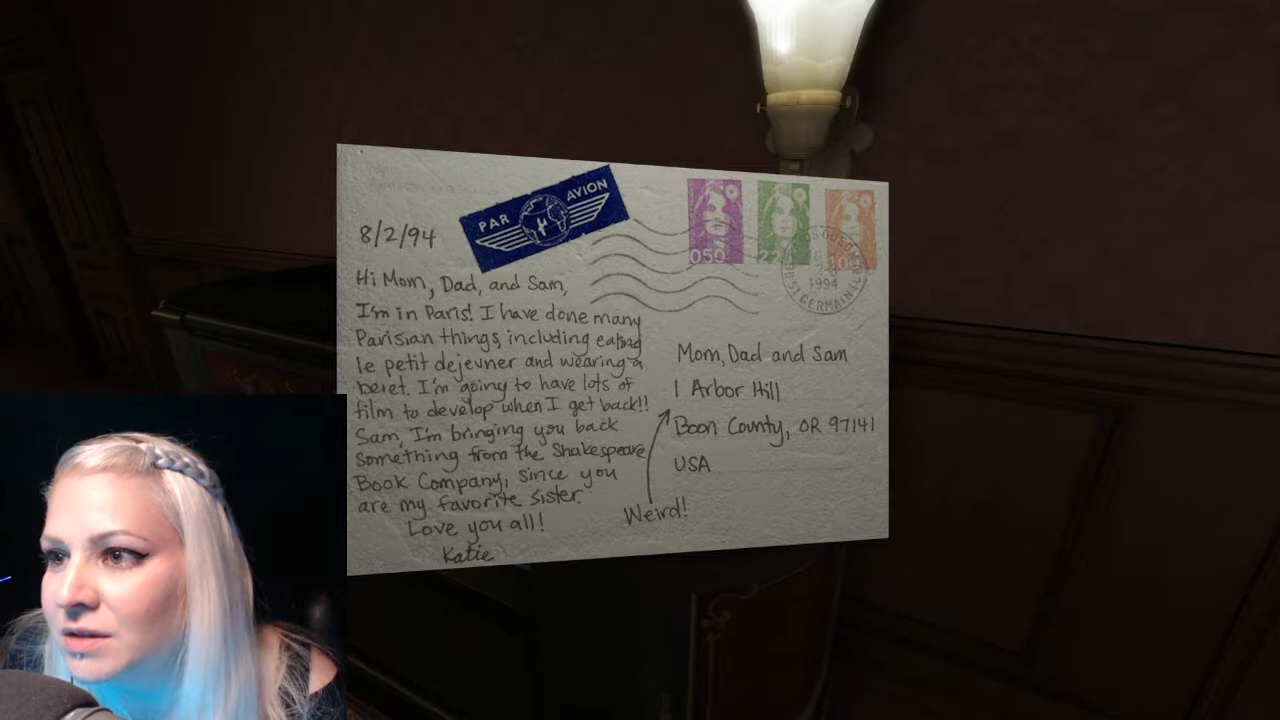 PAR AVION
8/2/94
Hi Mom, Dad, and Sam,
I'm in Paris! I have done many
Parisian things, including eating
le petit dejeuner and wearing a
beret. I'm going to have lots of
film to develop when I get back!!
Sam, I'm bringing you back
something from the Shakespeare
Book Company, since you
are my favorite sister.
Love you all!
Katie
0.50
1994
ST GERMAIN
Mom, Dad and Sam
1 Arbor Hill
Boon County, OR 97141
USA
Weird!